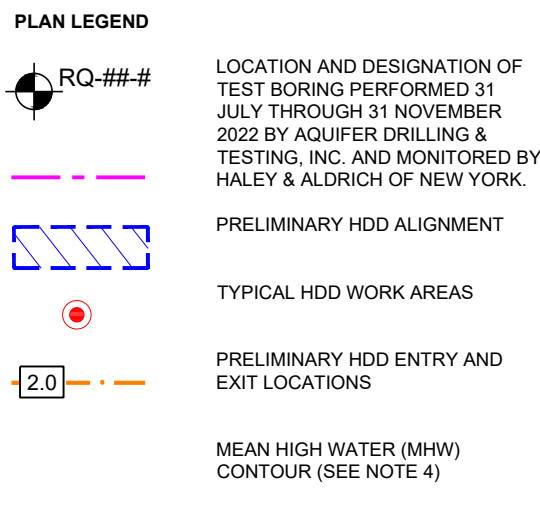 PLAN LEGEND
RQ-##-#
LOCATION AND DESIGNATION OF
TEST BORING PERFORMED 31
JULY THROUGH 31 NOVEMBER
2022 BY AQUIFER DRILLING &
TESTING, INC. AND MONITORED BY
HALEY & ALDRICH OF NEW YORK.
PRELIMINARY HDD ALIGNMENT
TYPICAL HDD WORK AREAS
PRELIMINARY HDD ENTRY AND
EXIT LOCATIONS
2.0
MEAN HIGH WATER (MHW)
CONTOUR (SEE NOTE 4)